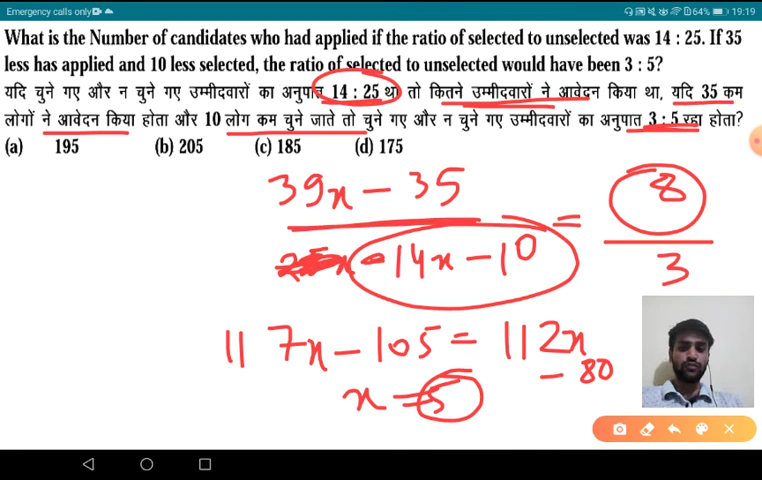 Emergency calls only 64% 19:19
What is the Number of candidates who had applied if the ratio of selected to unselected was 14 : 25. If 35
less has applied and 10 less selected, the ratio of selected to unselected would have been 3 : 5?
यदि चुने गए और न चुने गए उम्मीदवारों का अनुपात 14 : 25 था तो कितने उम्मीदवारों ने आवेदन किया था, यदि 35 कम
लोगों ने आवेदन किया होता और 10 लोग कम चुने जाते तो चुने गए और न चुने गए उम्मीदवारों का अनुपात 3 : 5 रहा होता?
(a) 195 (b) 205 (c) 185 (d) 175
39x - 35 = 8
14x - 10 3
117x - 105 = 112x
- 80
x = 5